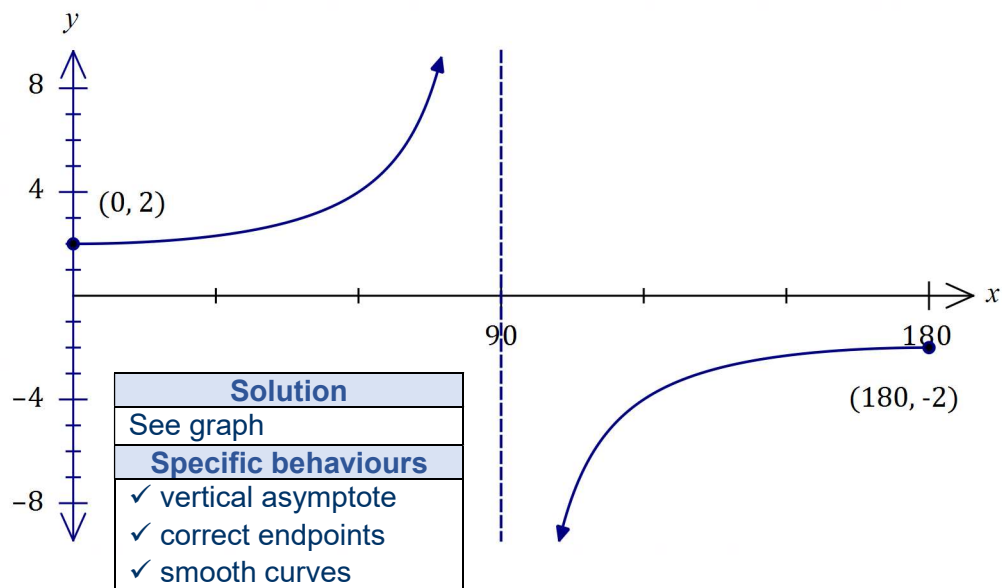 y
8
4
(0, 2)
x
90
180
−4
(180, -2)
−8
Solution
See graph
Specific behaviours
✓ vertical asymptote
✓ correct endpoints
✓ smooth curves